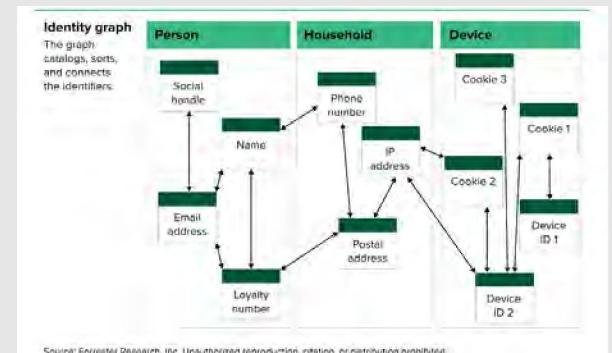 Identity graph
The graph
catalogs, sorts,
and connects
the identifiers.
Person
Household
Device
Social
handle
Name
Email
address
Loyalty
number
Phone
number
IP
address
Postal
address
Cookie 3
Cookie 1
Cookie 2
Device
ID 1
Device
ID 2
Source: Forrester Research, Inc. Unauthorized reproduction, citation, or distribution prohibited.